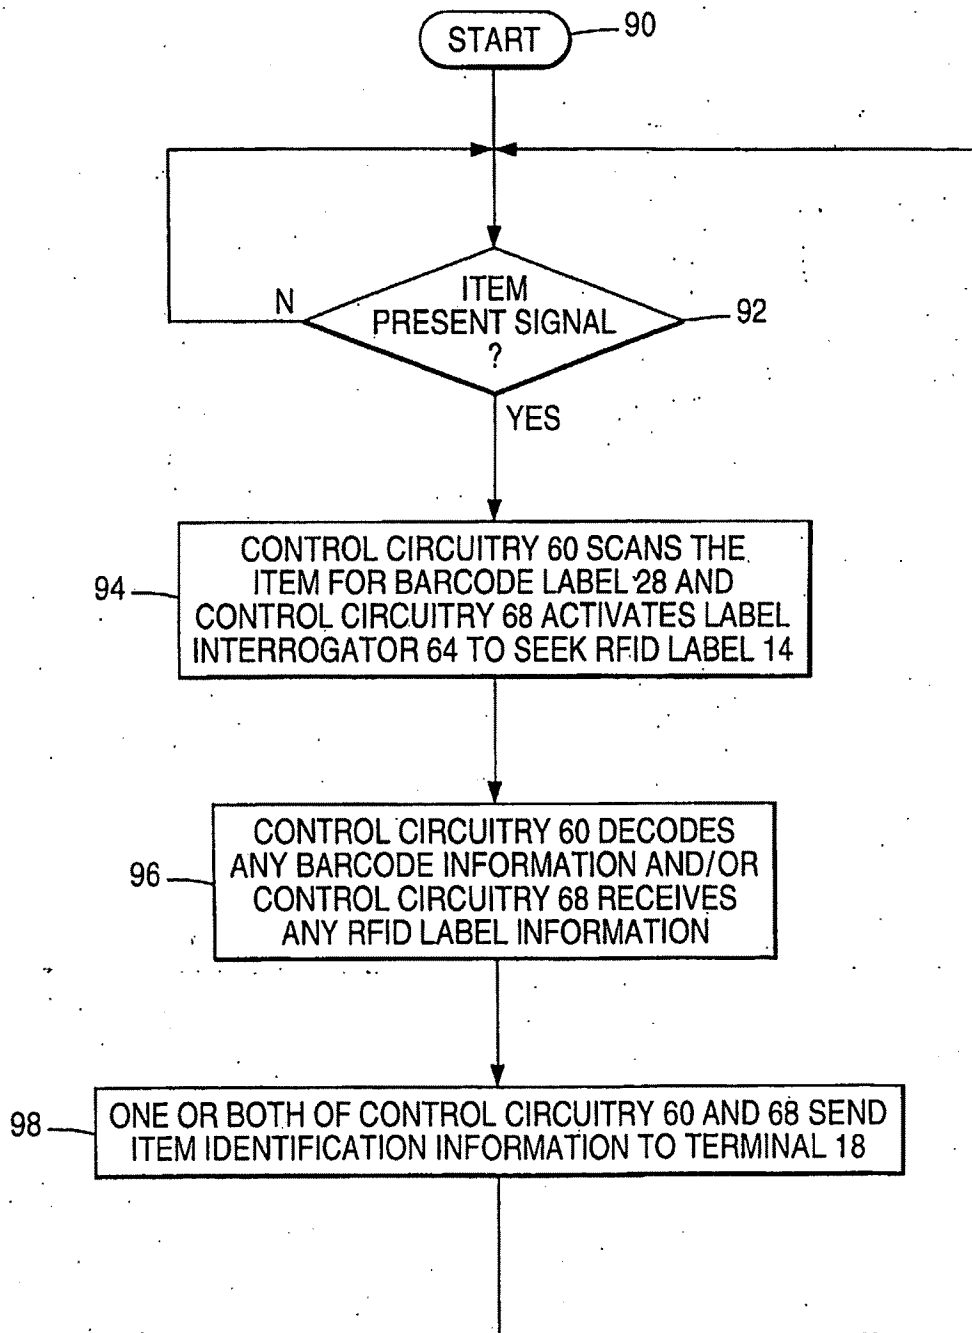 START
90
ITEM
PRESENT SIGNAL
?
92
N
YES
94
CONTROL CIRCUITRY 60 SCANS THE
ITEM FOR BARCODE LABEL 28 AND
CONTROL CIRCUITRY 68 ACTIVATES LABEL
INTERROGATOR 64 TO SEEK RFID LABEL 14
96
CONTROL CIRCUITRY 60 DECODES
ANY BARCODE INFORMATION AND/OR
CONTROL CIRCUITRY 68 RECEIVES
ANY RFID LABEL INFORMATION
98
ONE OR BOTH OF CONTROL CIRCUITRY 60 AND 68 SEND
ITEM IDENTIFICATION INFORMATION TO TERMINAL 18